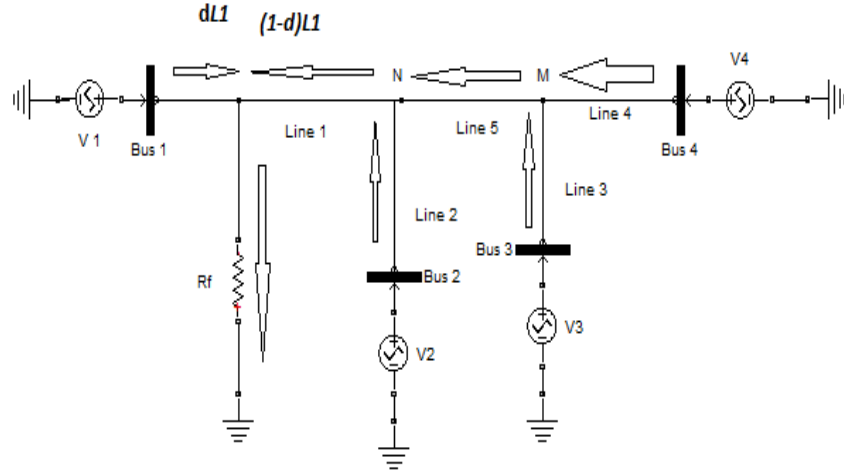 dL1 (1-d)L1
N M V4
V 1 Bus 1 Line 1 Line 5 Line 4 Bus 4
Line 2 Line 3
Rf Bus 2 Bus 3
V2 V3